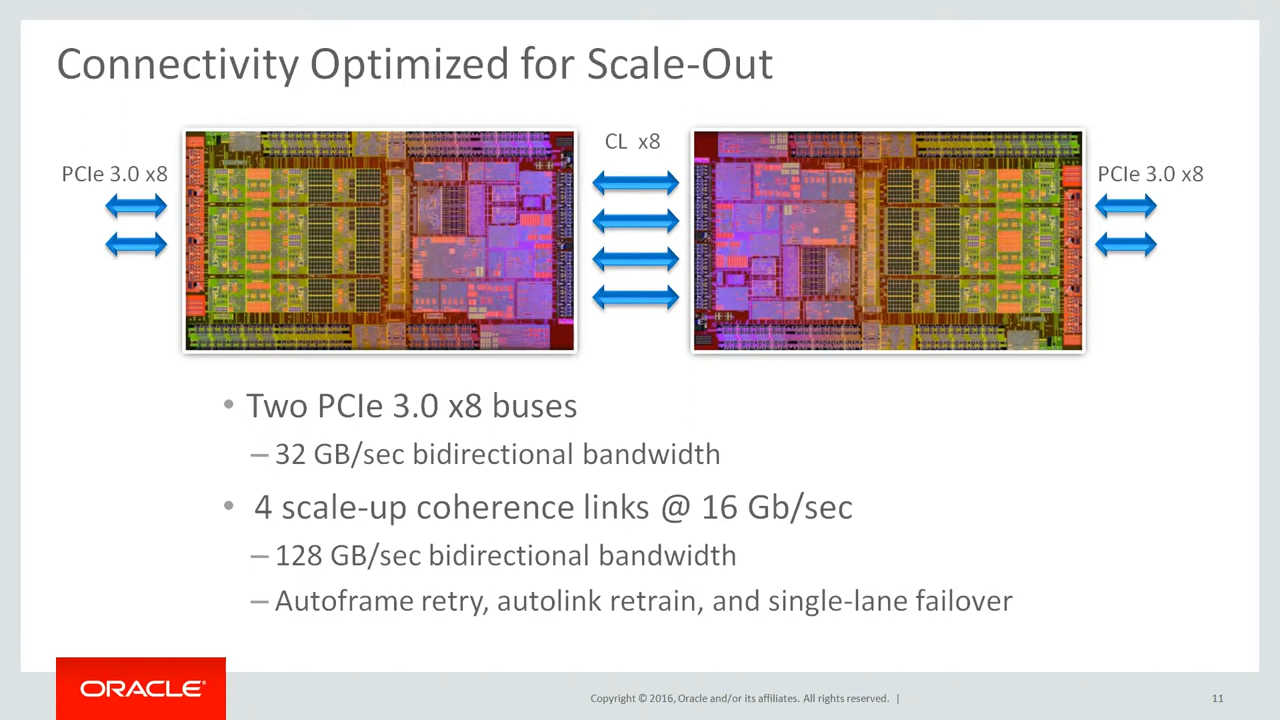 Connectivity Optimized for Scale-Out
CL x8
PCIe 3.0 x8
PCIe 3.0 x8
• Two PCIe 3.0 x8 buses
– 32 GB/sec bidirectional bandwidth
• 4 scale-up coherence links @ 16 Gb/sec
– 128 GB/sec bidirectional bandwidth
– Autoframe retry, autolink retrain, and single-lane failover
ORACLE®
Copyright © 2016, Oracle and/or its affiliates. All rights reserved. |
11